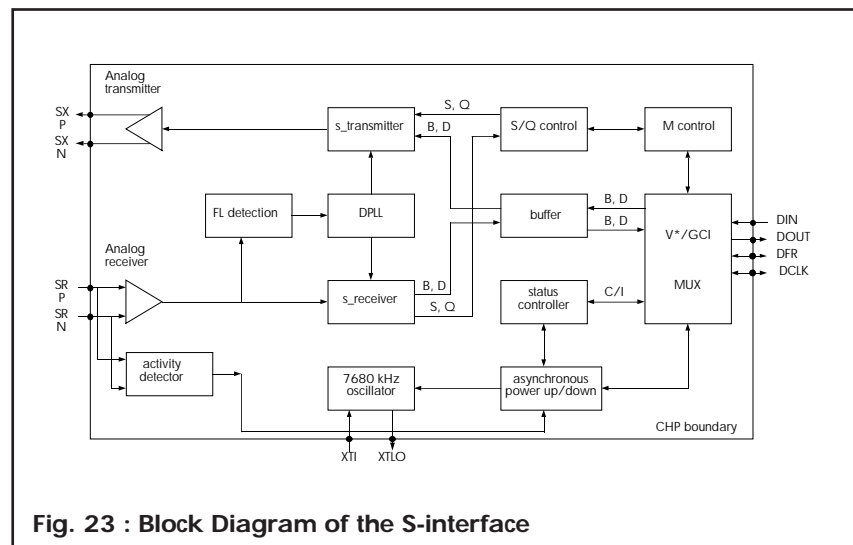 Analog
transmitter
SX
P
SX
N
s_transmitter
S, Q
B, D
S/Q control
M control
FL detection
DPLL
buffer
B, D
B, D
V*/GCI
MUX
DIN
DOUT
DFR
DCLK
Analog
receiver
SR
P
SR
N
s_receiver
B, D
S, Q
status
controller
C/I
activity
detector
7680 kHz
oscillator
asynchronous
power up/down
CHP boundary
XTI
XTLO
Fig. 23 : Block Diagram of the S-interface